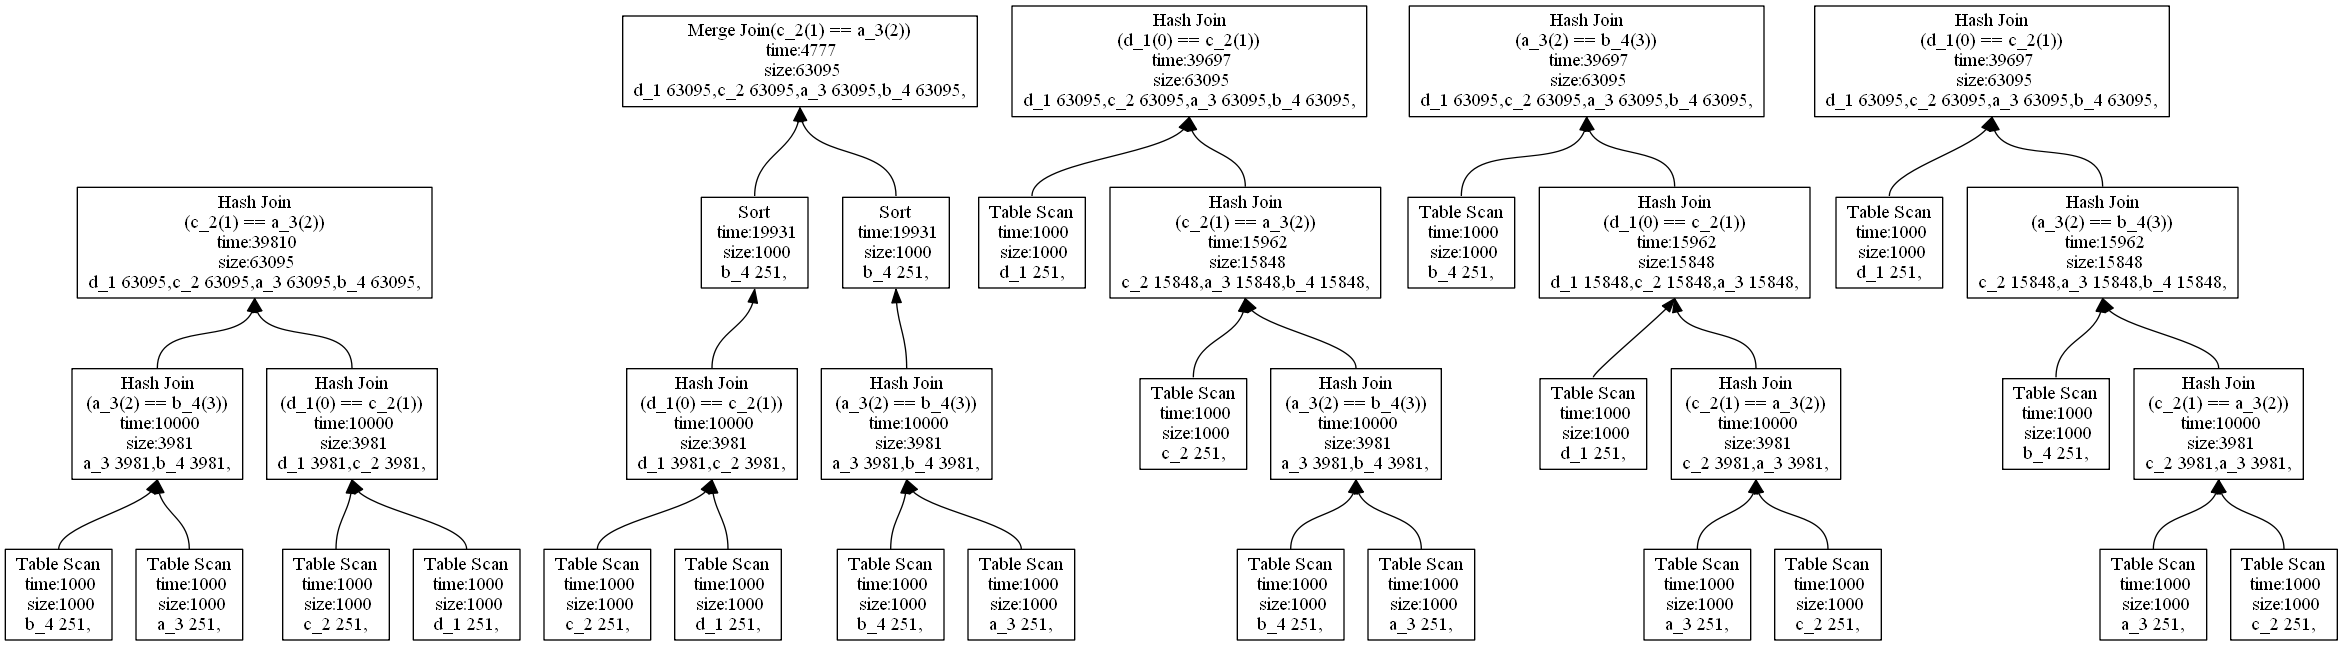 Hash Join
(c_2(1) == a_3(2))
time:39810
size:63095
d_1 63095,c_2 63095,a_3 63095,b_4 63095,
Hash Join
(a_3(2) == b_4(3))
time:10000
size:3981
a_3 3981,b_4 3981,
Hash Join
(d_1(0) == c_2(1))
time:10000
size:3981
d_1 3981,c_2 3981,
Table Scan
time:1000
size:1000
b_4 251,
Table Scan
time:1000
size:1000
a_3 251,
Table Scan
time:1000
size:1000
c_2 251,
Table Scan
time:1000
size:1000
d_1 251,
Merge Join(c_2(1) == a_3(2))
time:4777
size:63095
d_1 63095,c_2 63095,a_3 63095,b_4 63095,
Sort
time:19931
size:1000
b_4 251,
Sort
time:19931
size:1000
b_4 251,
Hash Join
(d_1(0) == c_2(1))
time:10000
size:3981
d_1 3981,c_2 3981,
Hash Join
(a_3(2) == b_4(3))
time:10000
size:3981
a_3 3981,b_4 3981,
Table Scan
time:1000
size:1000
c_2 251,
Table Scan
time:1000
size:1000
d_1 251,
Table Scan
time:1000
size:1000
b_4 251,
Table Scan
time:1000
size:1000
a_3 251,
Hash Join
(d_1(0) == c_2(1))
time:39697
size:63095
d_1 63095,c_2 63095,a_3 63095,b_4 63095,
Table Scan
time:1000
size:1000
d_1 251,
Hash Join
(c_2(1) == a_3(2))
time:15962
size:15848
c_2 15848,a_3 15848,b_4 15848,
Table Scan
time:1000
size:1000
c_2 251,
Hash Join
(a_3(2) == b_4(3))
time:10000
size:3981
a_3 3981,b_4 3981,
Table Scan
time:1000
size:1000
b_4 251,
Table Scan
time:1000
size:1000
a_3 251,
Hash Join
(a_3(2) == b_4(3))
time:39697
size:63095
d_1 63095,c_2 63095,a_3 63095,b_4 63095,
Table Scan
time:1000
size:1000
b_4 251,
Hash Join
(d_1(0) == c_2(1))
time:15962
size:15848
d_1 15848,c_2 15848,a_3 15848,
Table Scan
time:1000
size:1000
d_1 251,
Hash Join
(c_2(1) == a_3(2))
time:10000
size:3981
c_2 3981,a_3 3981,
Table Scan
time:1000
size:1000
a_3 251,
Table Scan
time:1000
size:1000
c_2 251,
Hash Join
(d_1(0) == c_2(1))
time:39697
size:63095
d_1 63095,c_2 63095,a_3 63095,b_4 63095,
Table Scan
time:1000
size:1000
d_1 251,
Hash Join
(a_3(2) == b_4(3))
time:15962
size:15848
c_2 15848,a_3 15848,b_4 15848,
Table Scan
time:1000
size:1000
b_4 251,
Hash Join
(c_2(1) == a_3(2))
time:10000
size:3981
c_2 3981,a_3 3981,
Table Scan
time:1000
size:1000
a_3 251,
Table Scan
time:1000
size:1000
c_2 251,